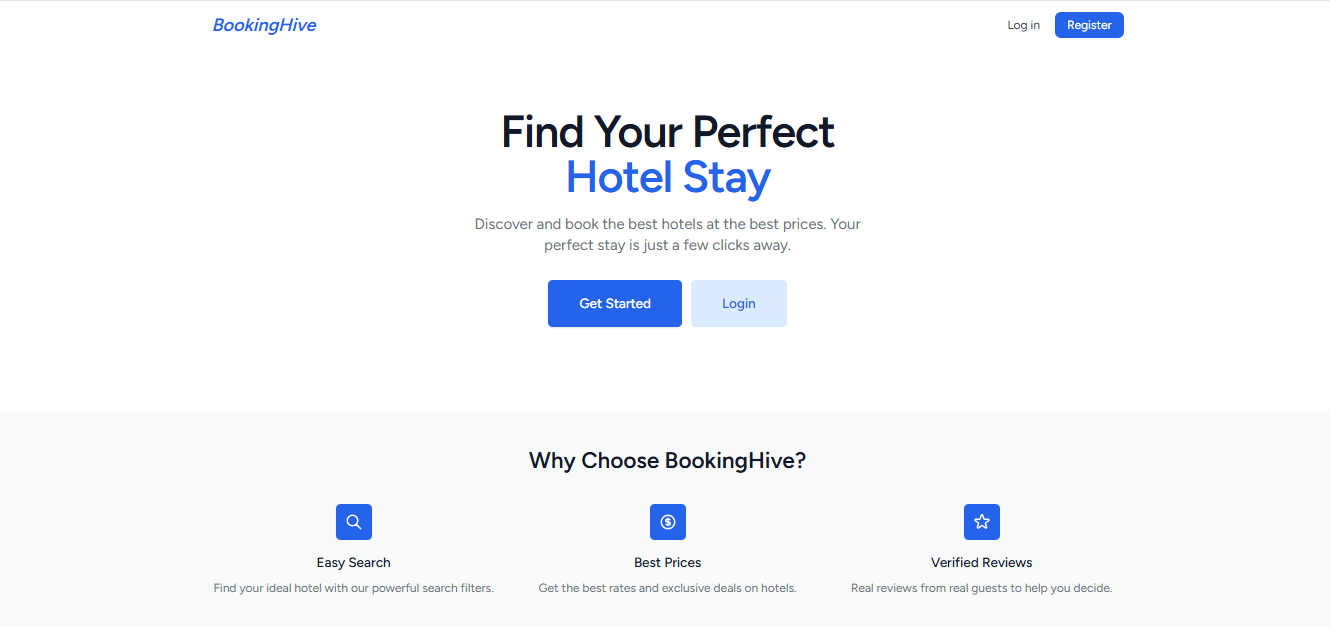 BookingHive
Log in
Register
Find Your Perfect
Hotel Stay
Discover and book the best hotels at the best prices. Your
perfect stay is just a few clicks away.
Get Started
Login
Why Choose BookingHive?
Easy Search
Find your ideal hotel with our powerful search filters.
Best Prices
Get the best rates and exclusive deals on hotels.
Verified Reviews
Real reviews from real guests to help you decide.